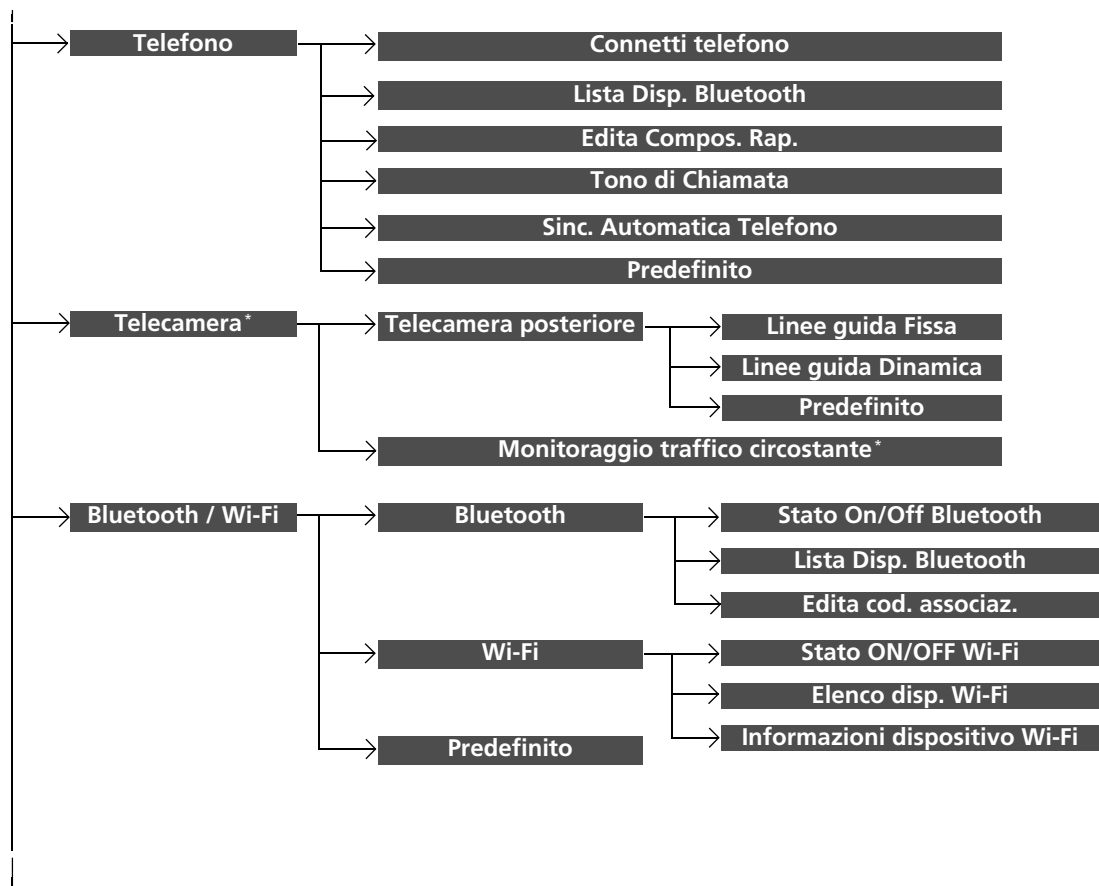 Telefono
Connetti telefono
Lista Disp. Bluetooth
Edita Compos. Rap.
Tono di Chiamata
Sinc. Automatica Telefono
Predefinito
Telecamera*
Telecamera posteriore
Linee guida Fissa
Linee guida Dinamica
Predefinito
Monitoraggio traffico circostante*
Bluetooth / Wi-Fi
Bluetooth
Stato On/Off Bluetooth
Lista Disp. Bluetooth
Edita cod. associaz.
Wi-Fi
Stato ON/OFF Wi-Fi
Elenco disp. Wi-Fi
Informazioni dispositivo Wi-Fi
Predefinito